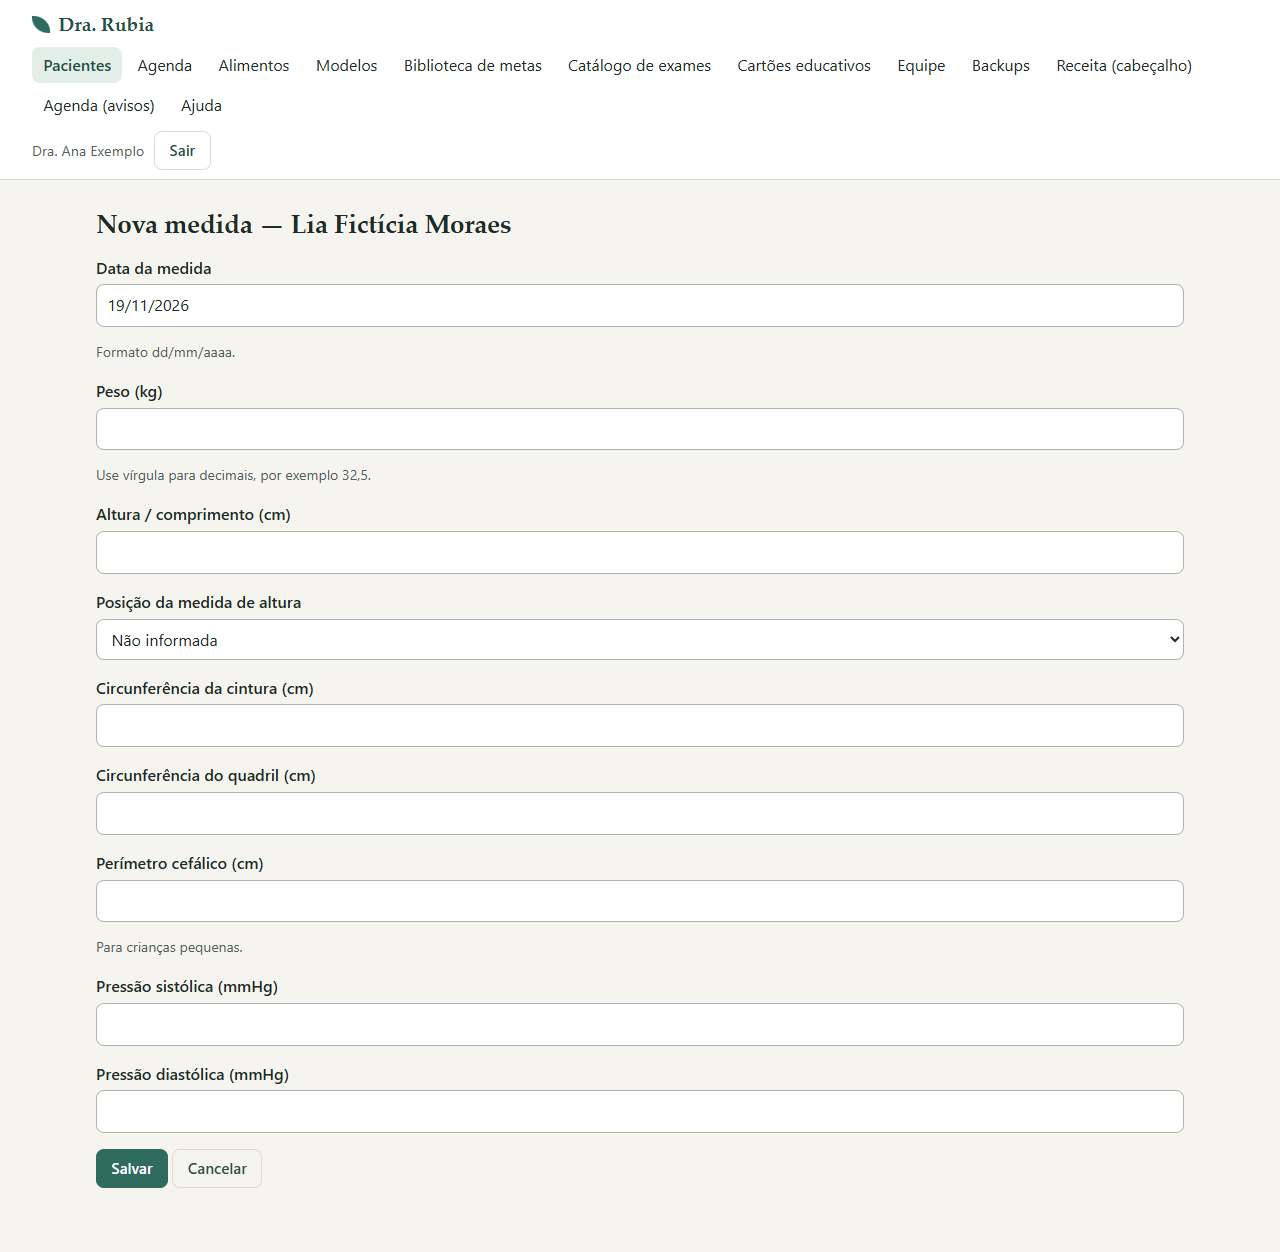 Dra. Rubia
Pacientes Agenda Alimentos Modelos Biblioteca de metas Catálogo de exames Cartões educativos Equipe Backups Receita (cabeçalho)
Agenda (avisos) Ajuda
Dra. Ana Exemplo Sair
Nova medida — Lia Fictícia Moraes
Data da medida
19/11/2026
Formato dd/mm/aaaa.
Peso (kg)
Use vírgula para decimais, por exemplo 32,5.
Altura / comprimento (cm)
Posição da medida de altura
Não informada
Circunferência da cintura (cm)
Circunferência do quadril (cm)
Perímetro cefálico (cm)
Para crianças pequenas.
Pressão sistólica (mmHg)
Pressão diastólica (mmHg)
Salvar Cancelar